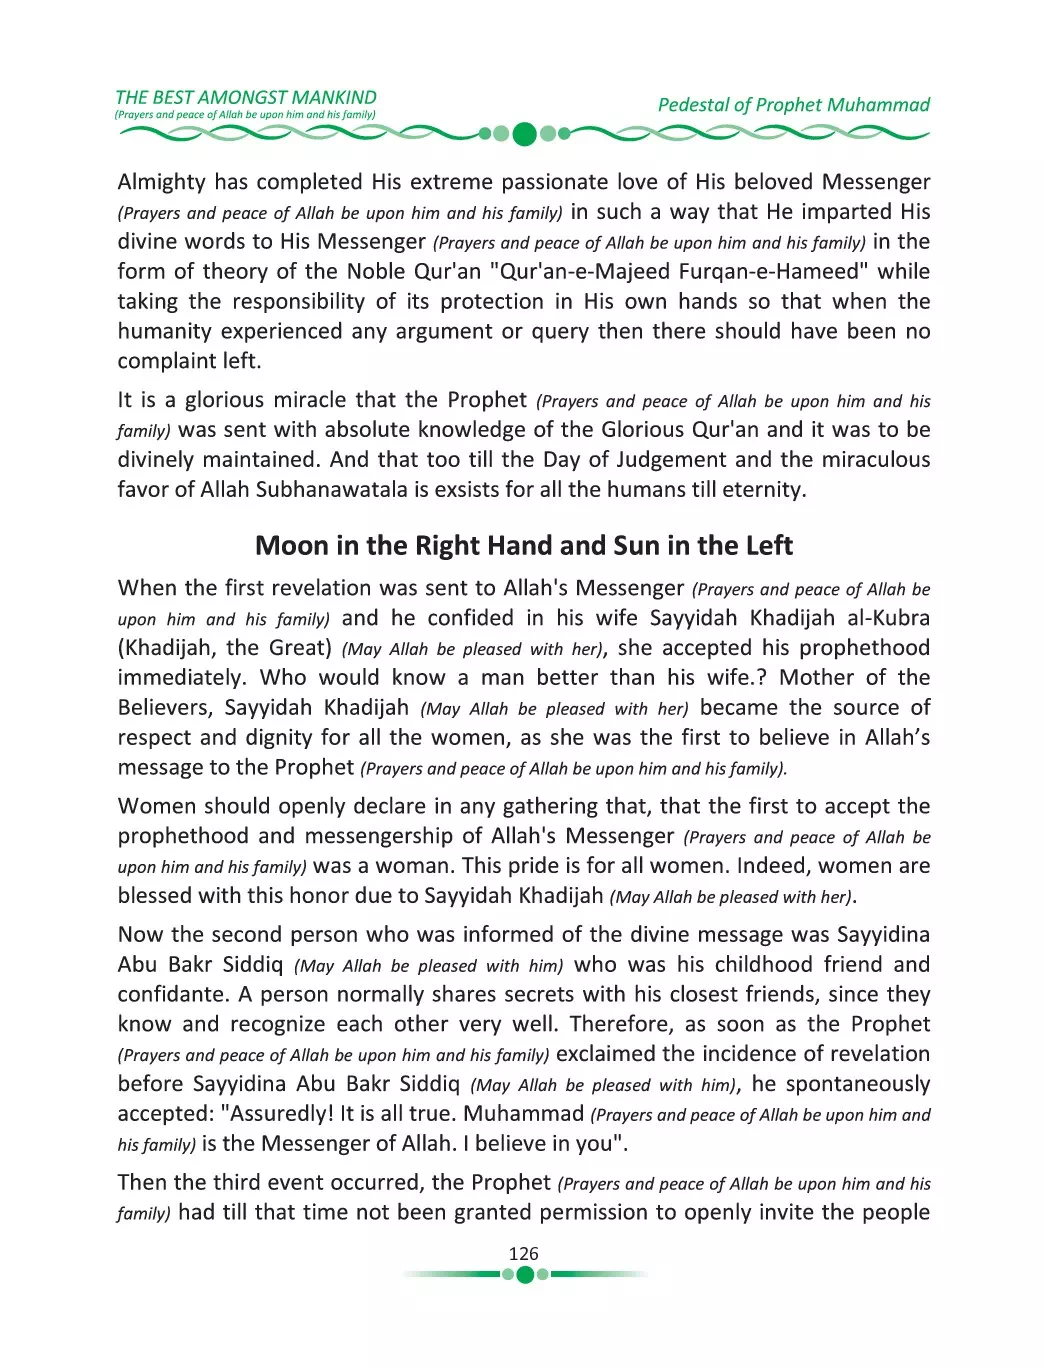 THE BEST AMONGST MANKIND
(Prayers and peace of Allah be upon him and his family)
Pedestal of Prophet Muhammad
Almighty has completed His extreme passionate love of His beloved Messenger
(Prayers and peace of Allah be upon him and his family) in such a way that He imparted His
divine words to His Messenger (Prayers and peace of Allah be upon him and his family) in the
form of theory of the Noble Qur'an "Qur'an-e-Majeed Furqan-e-Hameed" while
taking the responsibility of its protection in His own hands so that when the
humanity experienced any argument or query then there should have been no
complaint left.
It is a glorious miracle that the Prophet (Prayers and peace of Allah be upon him and his
family) was sent with absolute knowledge of the Glorious Qur'an and it was to be
divinely maintained. And that too till the Day of Judgement and the miraculous
favor of Allah Subhanawatala is exsists for all the humans till eternity.
Moon in the Right Hand and Sun in the Left
When the first revelation was sent to Allah's Messenger (Prayers and peace of Allah be
upon him and his family) and he confided in his wife Sayyidah Khadijah al-Kubra
(Khadijah, the Great) (May Allah be pleased with her), she accepted his prophethood
immediately. Who would know a man better than his wife.? Mother of the
Believers, Sayyidah Khadijah (May Allah be pleased with her) became the source of
respect and dignity for all the women, as she was the first to believe in Allah’s
message to the Prophet (Prayers and peace of Allah be upon him and his family).
Women should openly declare in any gathering that, that the first to accept the
prophethood and messengership of Allah's Messenger (Prayers and peace of Allah be
upon him and his family) was a woman. This pride is for all women. Indeed, women are
blessed with this honor due to Sayyidah Khadijah (May Allah be pleased with her).
Now the second person who was informed of the divine message was Sayyidina
Abu Bakr Siddiq (May Allah be pleased with him) who was his childhood friend and
confidante. A person normally shares secrets with his closest friends, since they
know and recognize each other very well. Therefore, as soon as the Prophet
(Prayers and peace of Allah be upon him and his family) exclaimed the incidence of revelation
before Sayyidina Abu Bakr Siddiq (May Allah be pleased with him), he spontaneously
accepted: "Assuredly! It is all true. Muhammad (Prayers and peace of Allah be upon him and
his family) is the Messenger of Allah. I believe in you".
Then the third event occurred, the Prophet (Prayers and peace of Allah be upon him and his
family) had till that time not been granted permission to openly invite the people
126